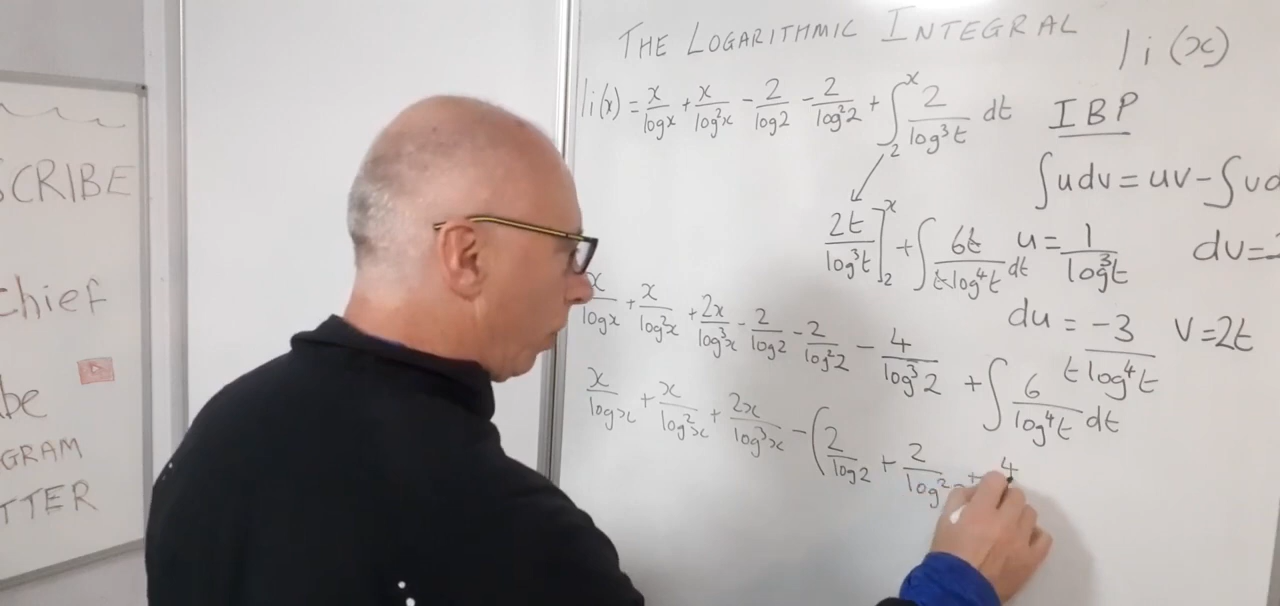 THE LOGARITHMIC INTEGRAL
li(x)
li(x) = x/logx + x/log²x - 2/log2 - 2/log²2 + ∫₂ˣ 2/log³t dt
IBP
∫udv = uv - ∫vd
2t/log³t]₂ˣ + ∫ 6t/(t log⁴t) dt
u = 1/log³t
dv = 2
du = -3/(t log⁴t)
V = 2t
x/logx + x/log²x + 2x/log³x - 2/log2 - 2/log²2 - 4/log³2 + ∫ 6/log⁴t dt
x/logx + x/log²x + 2x/log³x - (2/log2 + 2/log² + 4
SCRIBE
chief
be
GRAM
TTER